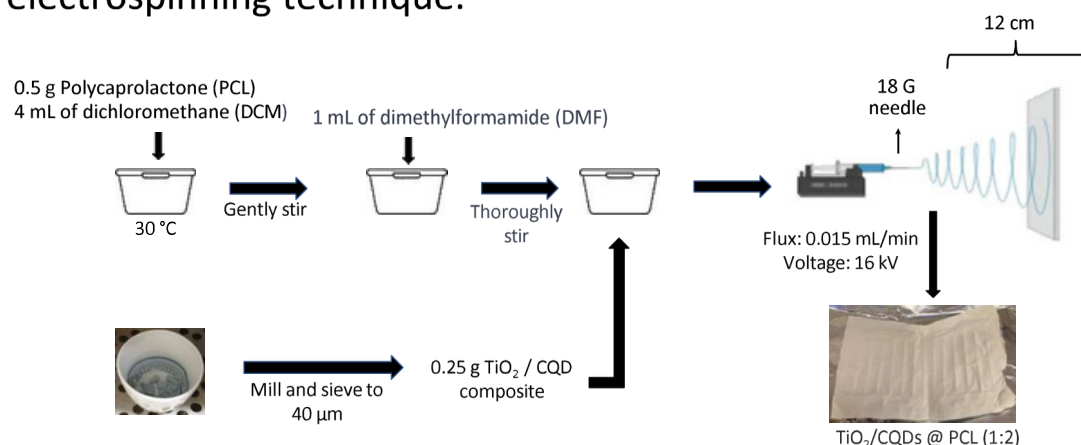 electrospinning technique.
12 cm
0.5 g Polycaprolactone (PCL)
4 mL of dichloromethane (DCM)
1 mL of dimethylformamide (DMF)
18 G
needle
30 °C
Gently stir
Thoroughly
stir
Flux: 0.015 mL/min
Voltage: 16 kV
Mill and sieve to
40 µm
0.25 g TiO₂ / CQD
composite
TiO₂/CQDs @ PCL (1:2)